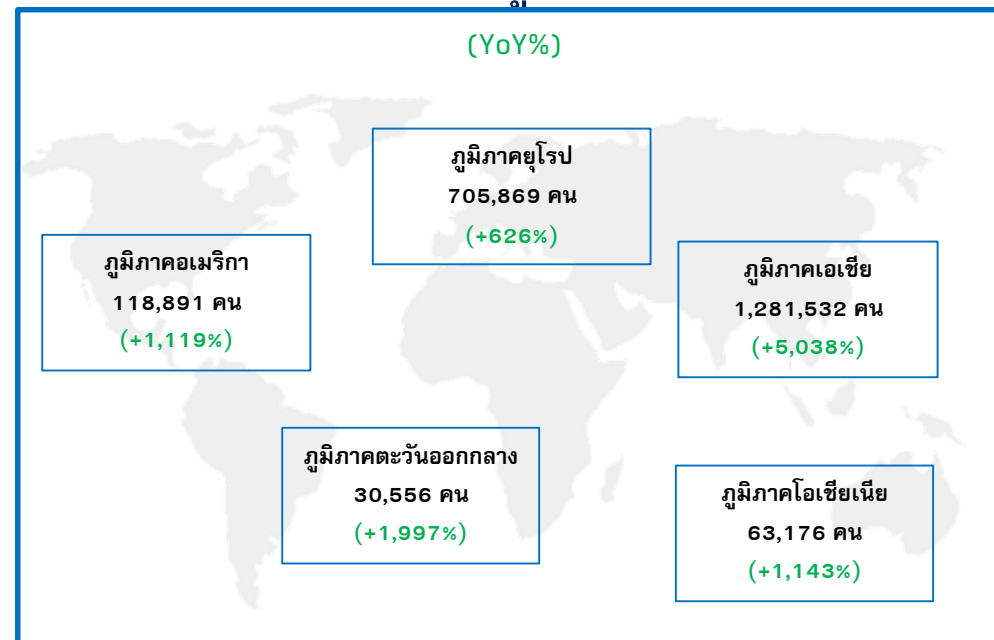 (YoY%)
ภูมิภาคยุโรป
705,869 คน
(+626%)
ภูมิภาคอเมริกา
118,891 คน
(+1,119%)
ภูมิภาคเอเชีย
1,281,532 คน
(+5,038%)
ภูมิภาคตะวันออกกลาง
30,556 คน
(+1,997%)
ภูมิภาคโอเชียเนีย
63,176 คน
(+1,143%)